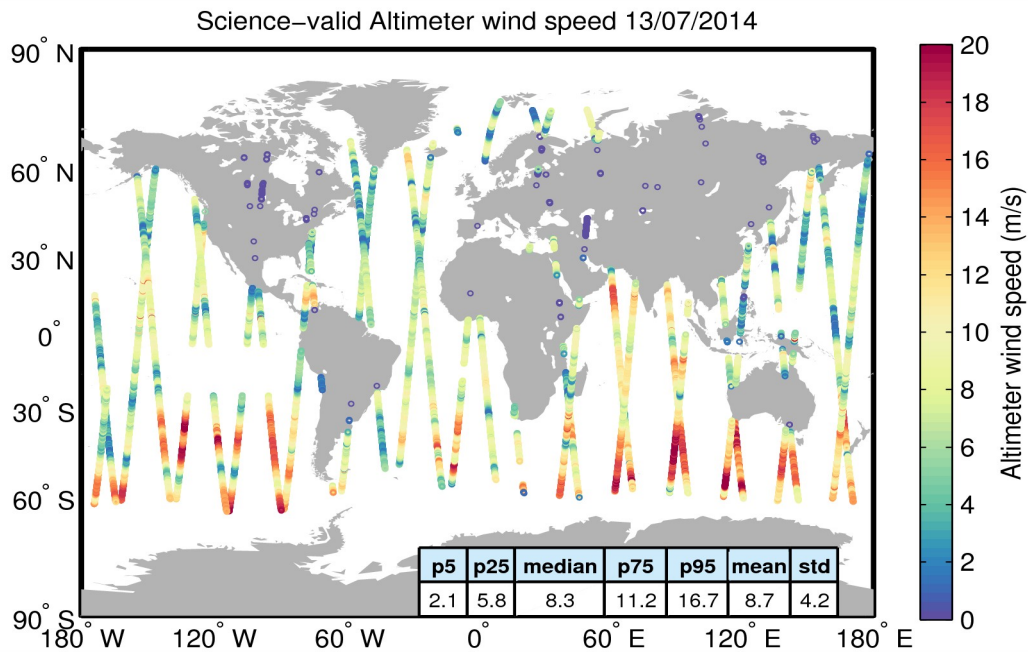 Science−valid Altimeter wind speed 13/07/2014
90° N
60° N
30° N
0°
30° S
60° S
90° S
180° W
120° W
60° W
0°
60° E
120° E
180° E
p5 p25 median p75 p95 mean std
2.1 5.8 8.3 11.2 16.7 8.7 4.2
20
18
16
14
12
10
8
6
4
2
0
Altimeter wind speed (m/s)